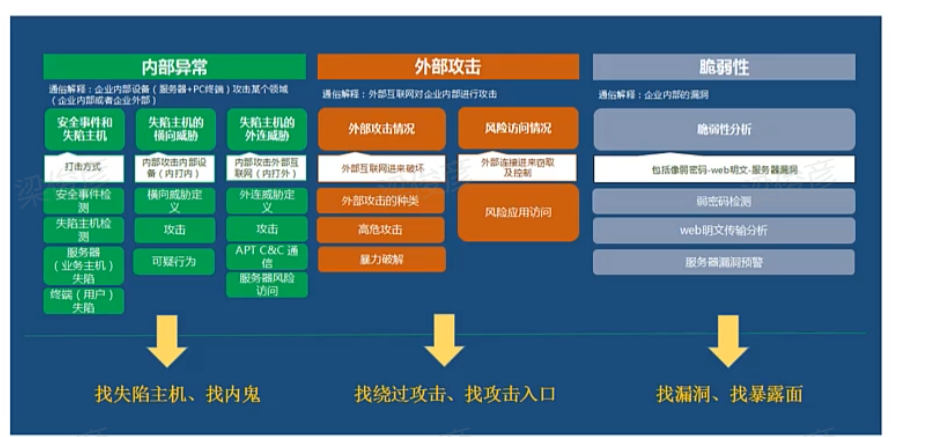 内部异常
通俗解释：企业内部设备（服务器+PC终端）攻击某个领域
（企业内部或者企业外部）
安全事件和
失陷主机
失陷主机的
横向威胁
失陷主机的
外连威胁
打击方式
内部攻击内部设
备（内打内）
内部攻击外部互
联网（内打外）
安全事件检
测
横向威胁定
义
外连威胁定
义
失陷主机检
测
攻击
攻击
服务器
（业务主机）
失陷
可疑行为
APT C&C 通
信
终端（用户）
失陷
服务器风险
访问
外部攻击
通俗解释：外部互联网对企业内部进行攻击
外部攻击情况
风险访问情况
外部互联网进来破坏
外部连接进来窃取
及控制
外部攻击的种类
高危攻击
暴力破解
风险应用访问
脆弱性
通俗解释：企业内部的漏洞
脆弱性分析
包括像弱密码-web明文-服务器漏洞
弱密码检测
web明文传输分析
服务器漏洞预警
找失陷主机、找内鬼
找绕过攻击、找攻击入口
找漏洞、找暴露面